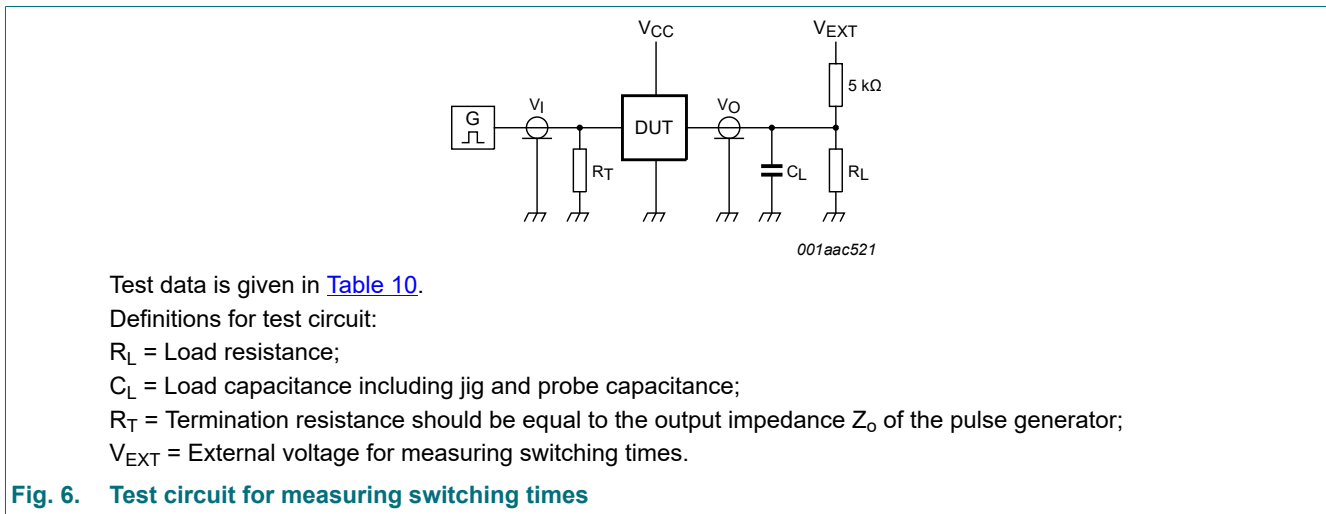 VCC
VEXT
5 kΩ
G
VI
DUT
VO
RT
CL
RL
001aac521
Test data is given in Table 10.
Definitions for test circuit:
RL = Load resistance;
CL = Load capacitance including jig and probe capacitance;
RT = Termination resistance should be equal to the output impedance Zo of the pulse generator;
VEXT = External voltage for measuring switching times.
Fig. 6. Test circuit for measuring switching times